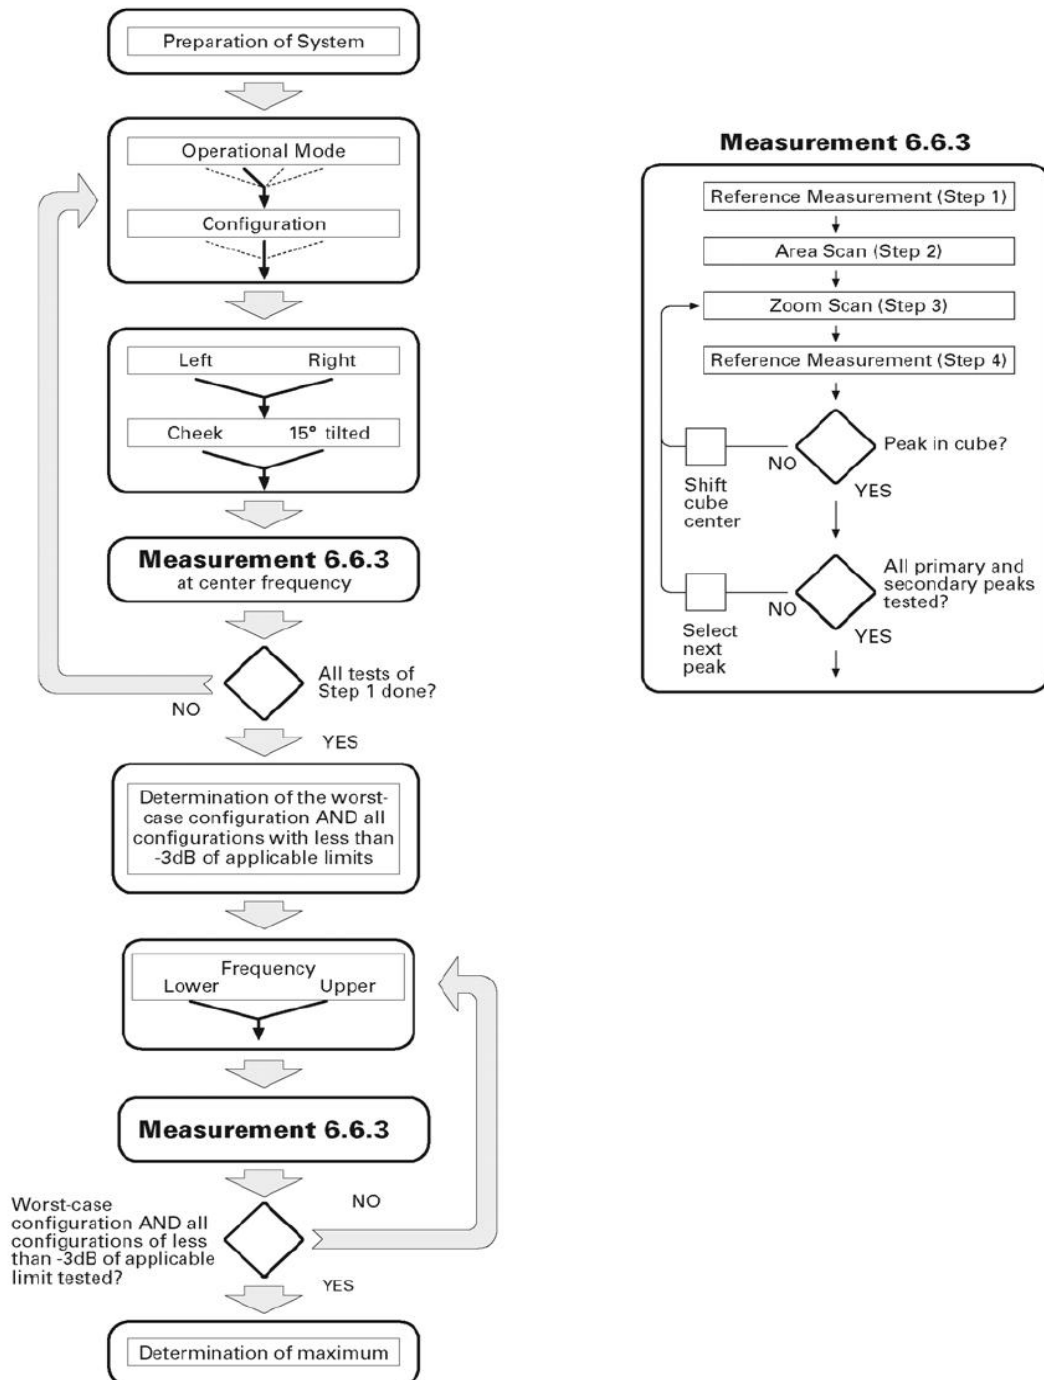 Preparation of System
Operational Mode
Configuration
Left Right
Cheek 15° tilted
Measurement 6.6.3
at center frequency
All tests of
Step 1 done?
NO
YES
Determination of the worst-
case configuration AND all
configurations with less than
-3dB of applicable limits
Frequency
Lower Upper
Measurement 6.6.3
Worst-case
configuration AND all
configurations of less
than -3dB of applicable
limit tested?
NO
YES
Determination of maximum
Measurement 6.6.3
Reference Measurement (Step 1)
Area Scan (Step 2)
Zoom Scan (Step 3)
Reference Measurement (Step 4)
Peak in cube?
NO
YES
Shift
cube
center
All primary and
secondary peaks
tested?
NO
YES
Select
next
peak